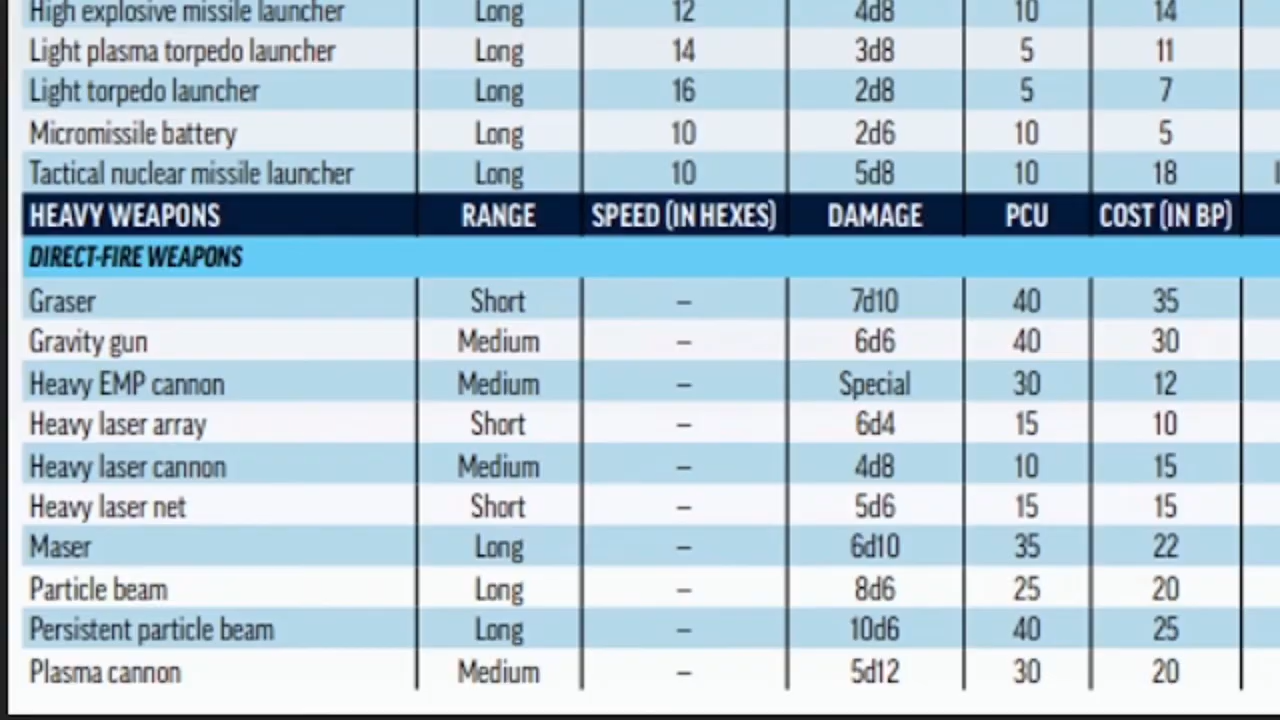 High explosive missile launcher Long 12 4d8 10 14
Light plasma torpedo launcher Long 14 3d8 5 11
Light torpedo launcher Long 16 2d8 5 7
Micromissile battery Long 10 2d6 10 5
Tactical nuclear missile launcher Long 10 5d8 10 18
HEAVY WEAPONS RANGE SPEED (IN HEXES) DAMAGE PCU COST (IN BP)
DIRECT-FIRE WEAPONS
Graser Short – 7d10 40 35
Gravity gun Medium – 6d6 40 30
Heavy EMP cannon Medium – Special 30 12
Heavy laser array Short – 6d4 15 10
Heavy laser cannon Medium – 4d8 10 15
Heavy laser net Short – 5d6 15 15
Maser Long – 6d10 35 22
Particle beam Long – 8d6 25 20
Persistent particle beam Long – 10d6 40 25
Plasma cannon Medium – 5d12 30 20